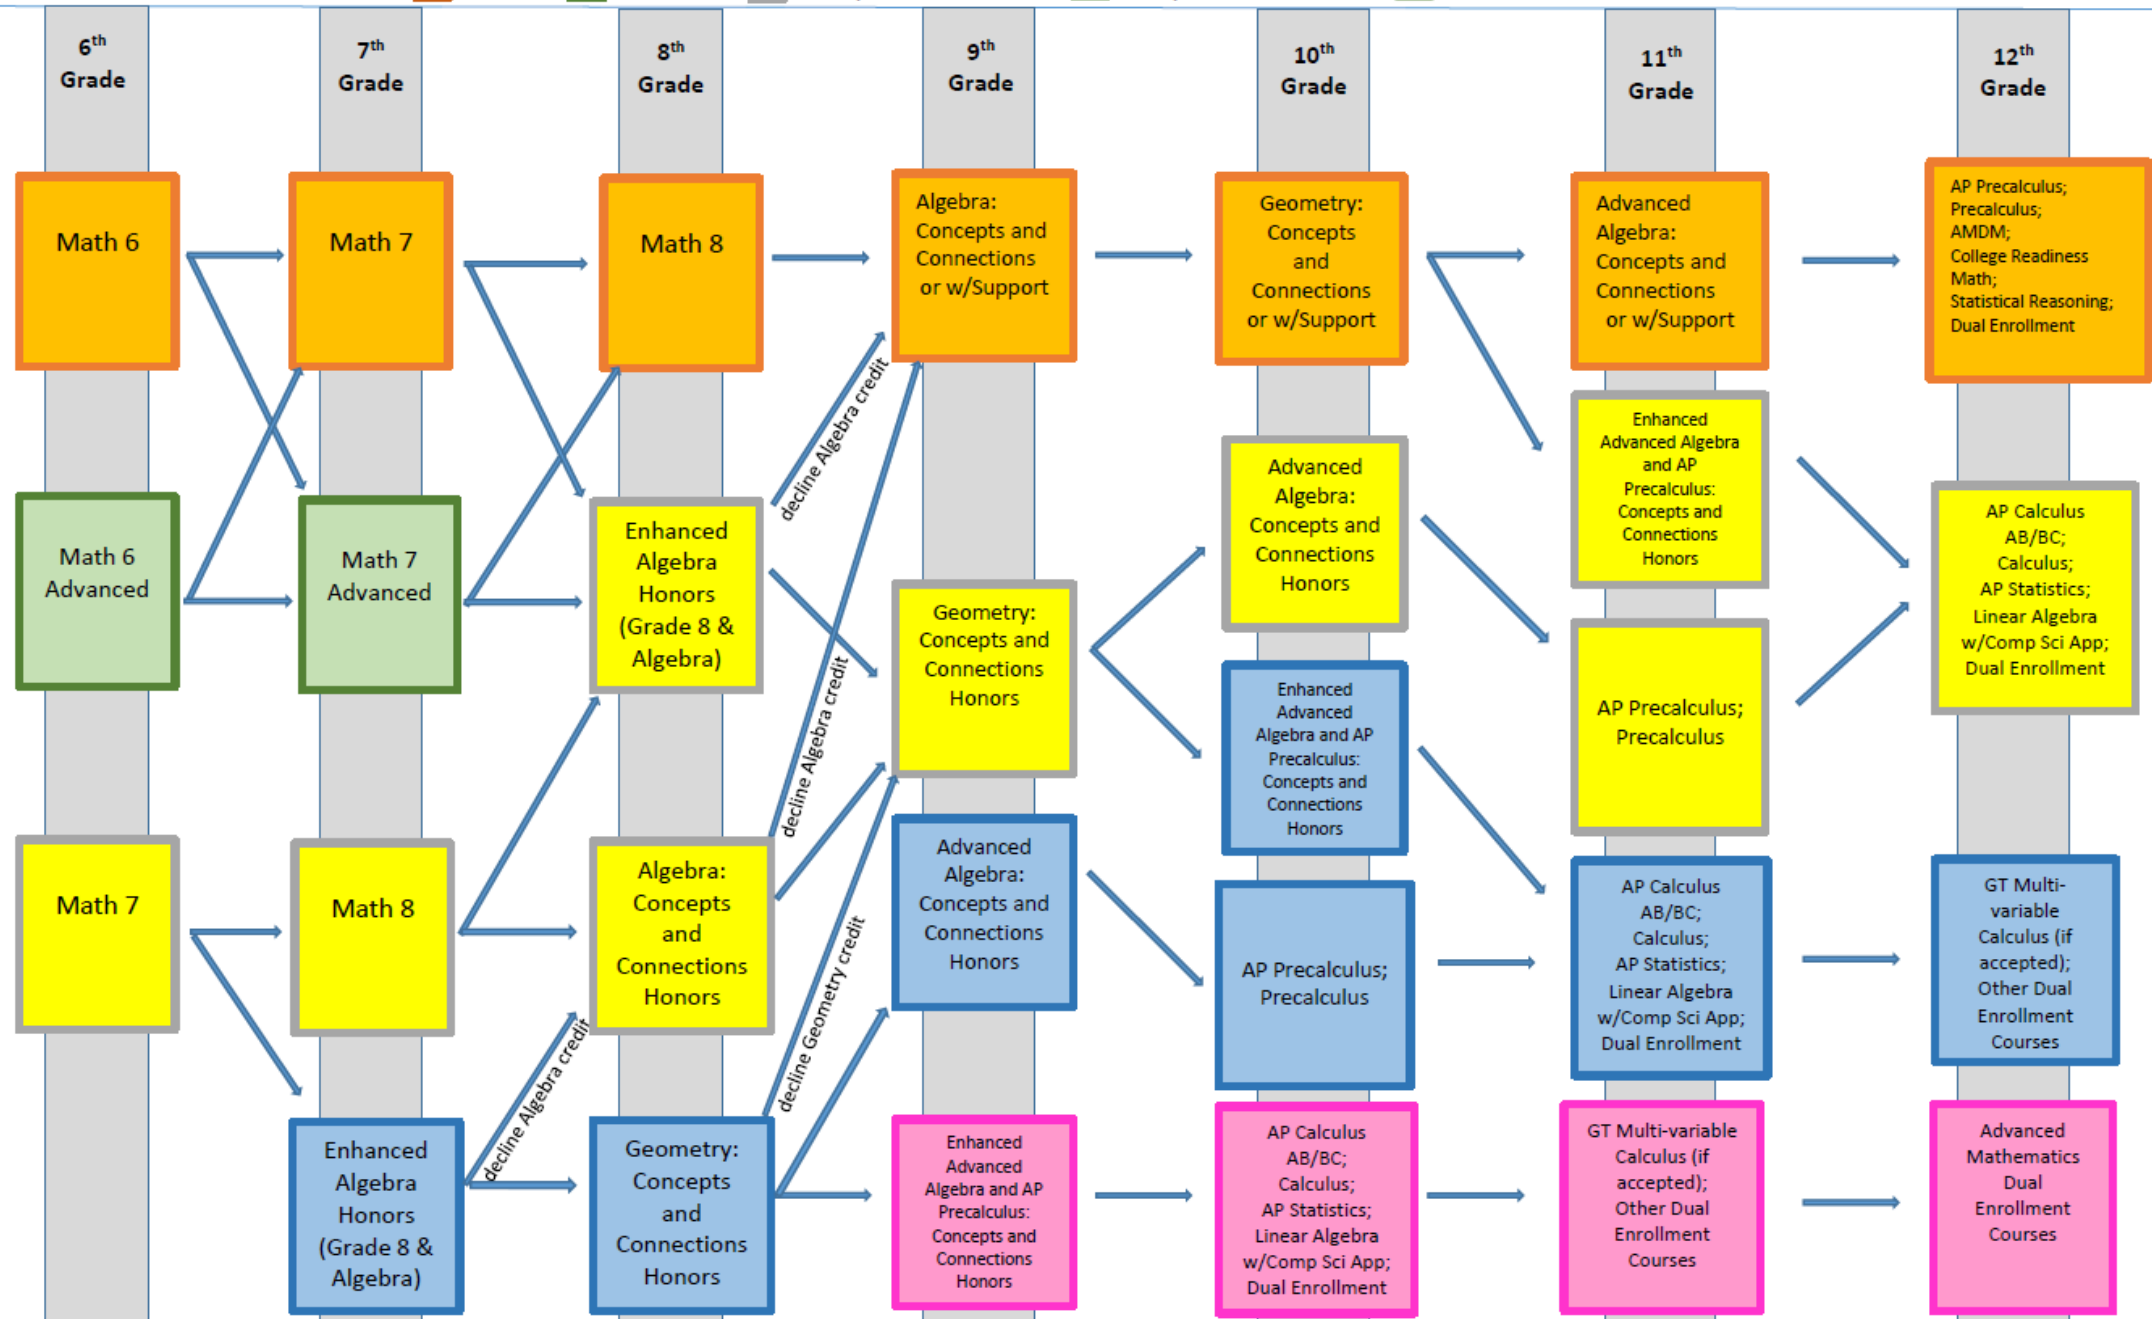 6th
Grade
7th
Grade
8th
Grade
9th
Grade
10th
Grade
11th
Grade
12th
Grade
Math 6
Math 7
Math 8
Algebra:
Concepts and
Connections
or w/Support
Geometry:
Concepts
and
Connections
or w/Support
Advanced
Algebra:
Concepts and
Connections
or w/Support
AP Precalculus;
Precalculus;
AMDM;
College Readiness
Math;
Statistical Reasoning;
Dual Enrollment
Math 6
Advanced
Math 7
Advanced
Enhanced
Algebra
Honors
(Grade 8 &
Algebra)
decline Algebra credit
Geometry:
Concepts and
Connections
Honors
Advanced
Algebra:
Concepts and
Connections
Honors
Enhanced
Advanced Algebra
and AP
Precalculus:
Concepts and
Connections
Honors
AP Calculus
AB/BC;
Calculus;
AP Statistics;
Linear Algebra
w/Comp Sci App;
Dual Enrollment
Enhanced
Advanced
Algebra and AP
Precalculus:
Concepts and
Connections
Honors
AP Precalculus;
Precalculus
Math 7
Math 8
Algebra:
Concepts
and
Connections
Honors
decline Algebra credit
Advanced
Algebra:
Concepts and
Connections
Honors
AP Precalculus;
Precalculus
AP Calculus
AB/BC;
Calculus;
AP Statistics;
Linear Algebra
w/Comp Sci App;
Dual Enrollment
GT Multi-
variable
Calculus (if
accepted);
Other Dual
Enrollment
Courses
Enhanced
Algebra
Honors
(Grade 8 &
Algebra)
decline Algebra credit
Geometry:
Concepts
and
Connections
Honors
decline Geometry credit
Enhanced
Advanced
Algebra and AP
Precalculus:
Concepts and
Connections
Honors
AP Calculus
AB/BC;
Calculus;
AP Statistics;
Linear Algebra
w/Comp Sci App;
Dual Enrollment
GT Multi-variable
Calculus (if
accepted);
Other Dual
Enrollment
Courses
Advanced
Mathematics
Dual
Enrollment
Courses